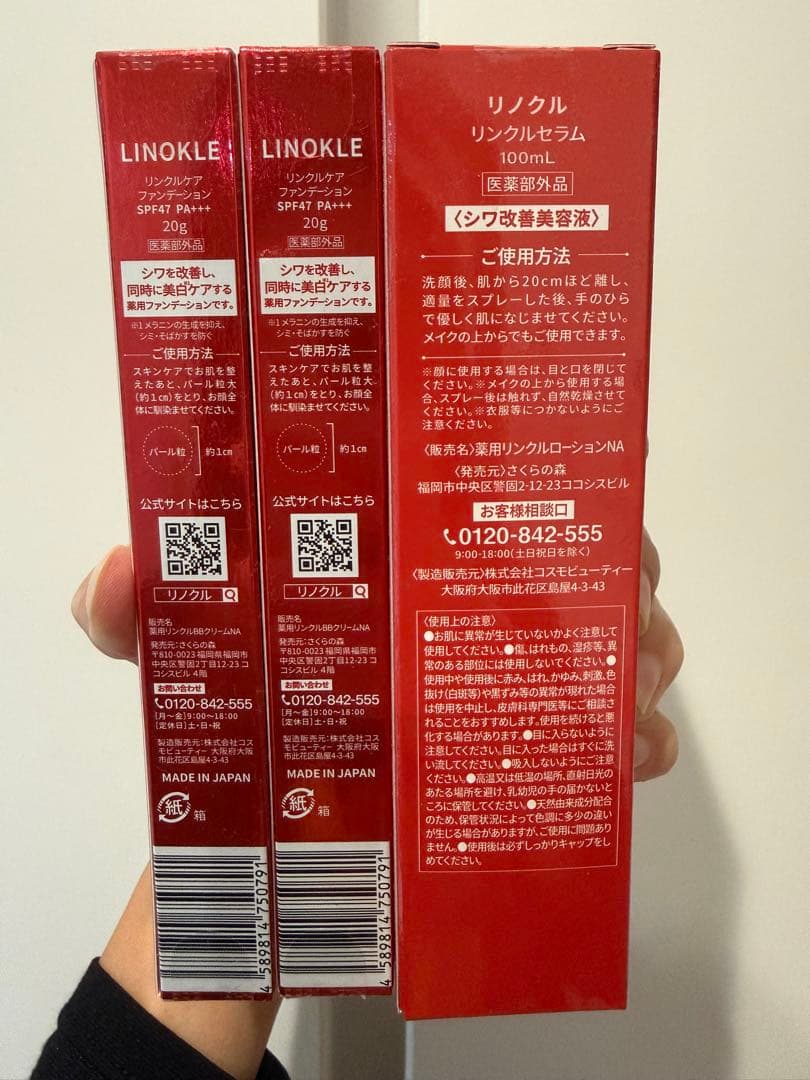 LINOKLE
リンクルケア
ファンデーション
SPF47 PA+++
20g
医薬部外品
シワを改善し、
同時に美白※1ケアする
薬用ファンデーションです。
※1メラニンの生成を抑え、
シミ・そばかすを防ぐ
ご使用方法
スキンケアでお肌を整
えたあと、パール粒大
(約1cm)をとり、お顔全
体に馴染ませてください。
パール粒
約1㎝
公式サイトはこちら
リノクル
販売名
薬用リンクルBBクリームNA
発売元:さくらの森
〒810-0023 福岡県福岡市
中央区警固2丁目12-23 コ
コシスビル 4階
お問い合わせ
0120-842-555
[月~金]9:00~18:00
[定休日]土・日・祝
製造販売元:株式会社コス
モビューティー 大阪府大阪
市此花区島屋4-3-43
MADE IN JAPAN
紙
箱
4 589814 750791
LINOKLE
リンクルケア
ファンデーション
SPF47 PA+++
20g
医薬部外品
シワを改善し、
同時に美白※1ケアする
薬用ファンデーションです。
※1メラニンの生成を抑え、
シミ・そばかすを防ぐ
ご使用方法
スキンケアでお肌を整
えたあと、パール粒大
(約1cm)をとり、お顔全
体に馴染ませてください。
パール粒
約1㎝
公式サイトはこちら
リノクル
販売名
薬用リンクルBBクリームNA
発売元:さくらの森
〒810-0023 福岡県福岡市
中央区警固2丁目12-23 コ
コシスビル 4階
お問い合わせ
0120-842-555
[月~金]9:00~18:00
[定休日]土・日・祝
製造販売元:株式会社コス
モビューティー 大阪府大阪
市此花区島屋4-3-43
MADE IN JAPAN
紙
箱
4 589814 750791
リノクル
リンクルセラム
100mL
医薬部外品
〈シワ改善美容液〉
ご使用方法
洗顔後、肌から20cmほど離し、
適量をスプレーした後、手のひら
で優しく肌になじませてください。
メイクの上からでもご使用できます。
※顔に使用する場合は、目と口を閉じて
ください。※メイクの上から使用する場
合、スプレー後は触れず、自然乾燥させて
ください。※衣服等につかないようにご
注意ください。
〈販売名〉薬用リンクルローションNA
〈発売元〉さくらの森
福岡市中央区警固2-12-23ココシスビル
お客様相談口
0120-842-555
9:00-18:00(土日祝日を除く)
〈製造販売元〉株式会社コスモビューティー
大阪府大阪市此花区島屋4-3-43
〈使用上の注意〉
●お肌に異常が生じていないかよく注意して
使用してください。●傷、はれもの、湿疹等、異
常のある部位には使用しないでください。●
使用中や使用後に赤み、はれ、かゆみ、刺激、色
抜け(白斑等)や黒ずみ等の異常が現れた場合
は使用を中止し、皮膚科専門医等にご相談さ
れることをおすすめします。使用を続けると悪
化する場合があります。●目に入らないように
注意してください。目に入った場合はすぐに洗
い流してください。●吸入しないようにご注意
ください。●高温又は低温の場所、直射日光の
あたる場所を避け、乳幼児の手の届かないと
ころに保管してください。●天然由来成分配合
のため、保管状況によって色調に多少の違い
が生じる場合がありますが、ご使用に問題あり
ません。●使用後は必ずしっかりキャップをし
めてください。